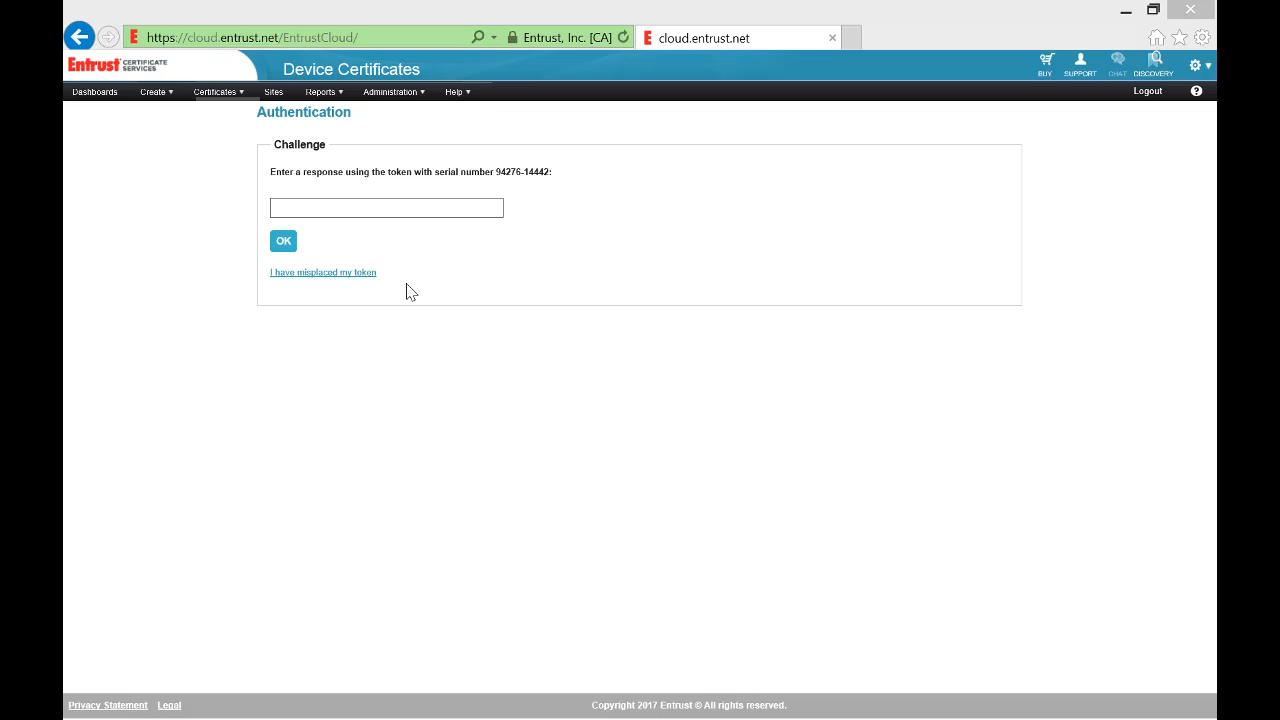 https://cloud.entrust.net/EntrustCloud/ Entrust, Inc. [CA] cloud.entrust.net
Entrust CERTIFICATE SERVICES
Device Certificates
BUY SUPPORT CHAT DISCOVERY
Dashboards Create Certificates Sites Reports Administration Help Logout
Authentication
Challenge
Enter a response using the token with serial number 94276-14442:
OK
I have misplaced my token
Privacy Statement Legal Copyright 2017 Entrust © All rights reserved.